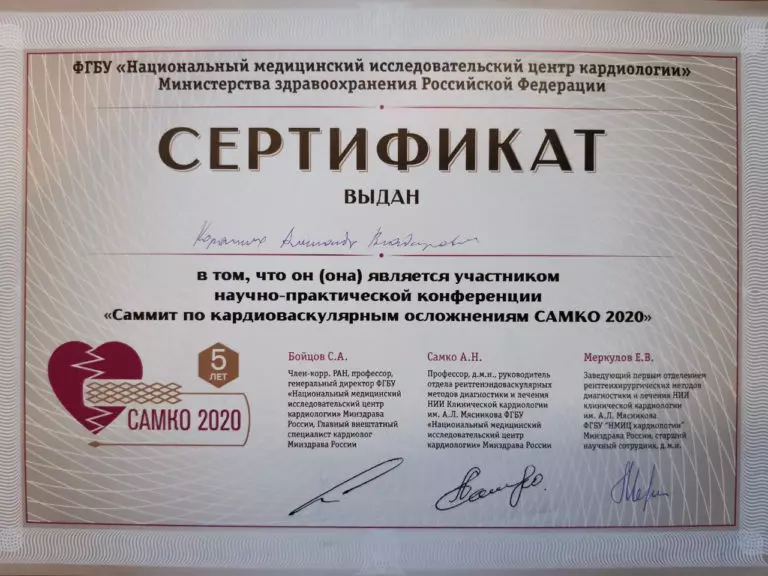 ФГБУ «Национальный медицинский исследовательский центр кардиологии»
Министерства здравоохранения Российской Федерации
СЕРТИФИКАТ
ВЫДАН
Александр Владимирович
в том, что он (она) является участником
научно-практической конференции
«Саммит по кардиоваскулярным осложнениям САМКО 2020»
5
ЛЕТ
САМКО 2020
Бойцов С.А.
Член-корр. РАН, профессор,
генеральный директор ФГБУ
«Национальный медицинский
исследовательский центр
кардиологии» Минздрава
России, Главный внештатный
специалист кардиолог
Минздрава России
Самко А.Н.
Профессор, д.м.н., руководитель
отдела рентгенэндоваскулярных
методов диагностики и лечения
НИИ Клинической кардиологии
им. А.Л. Мясникова ФГБУ
«Национальный медицинский
исследовательский центр
кардиологии» Минздрава России
Меркулов Е.В.
Заведующий первым отделением
рентгенхирургических методов
диагностики и лечения НИИ
клинической кардиологии
им. А.Л. Мясникова
ФГБУ "НМИЦ кардиологии"
Минздрава России, старший
научный сотрудник, д.м.н.